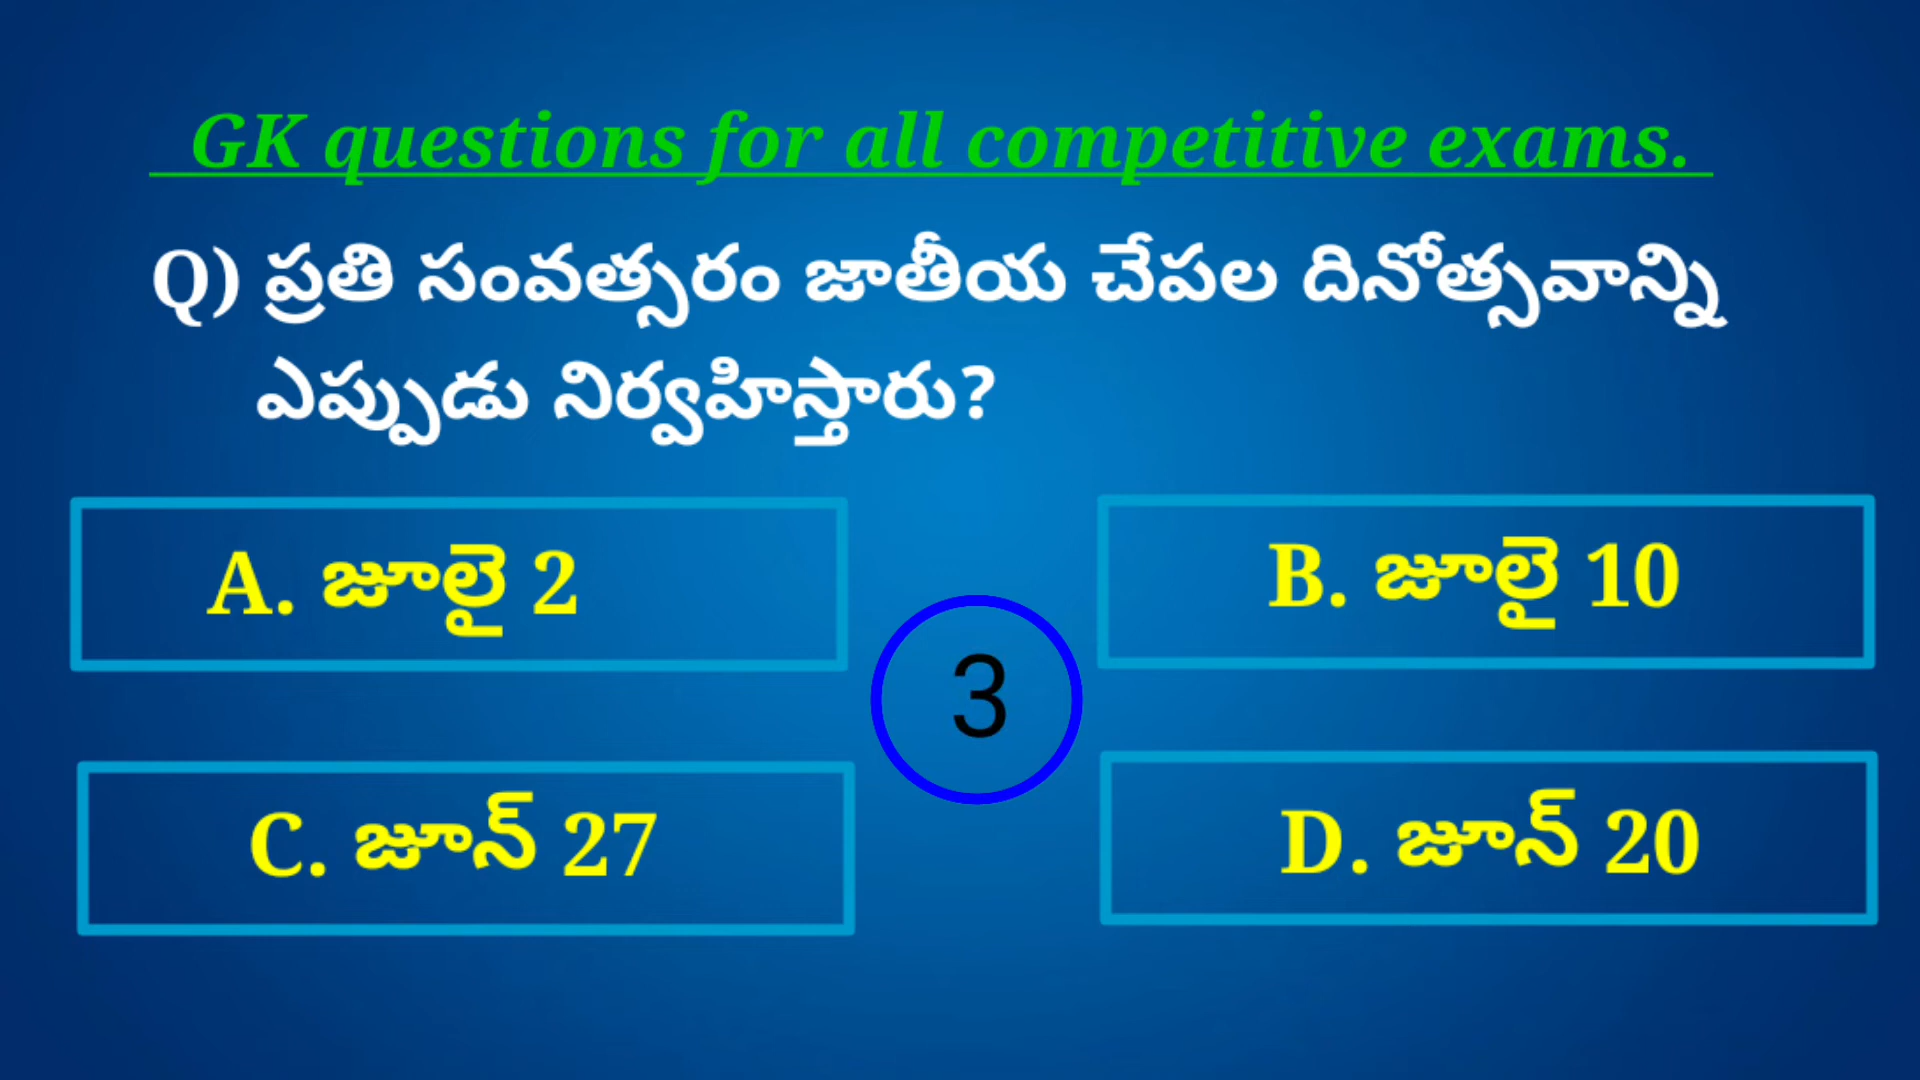 GK questions for all competitive exams.
Q) ప్రతి సంవత్సరం జాతీయ చేపల దినోత్సవాన్ని
ఎప్పుడు నిర్వహిస్తారు?
A. జూలై 2
B. జూలై 10
3
C. జూన్ 27
D. జూన్ 20